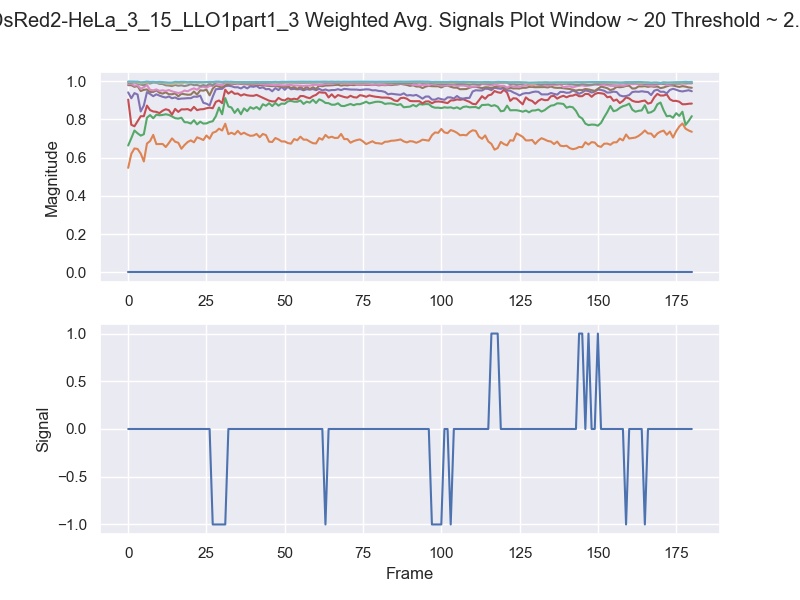 DsRed2-HeLa_3_15_LLO1part1_3 Weighted Avg. Signals Plot Window ~ 20 Threshold ~ 2.
1.0
0.8
0.6
0.4
0.2
0.0
Magnitude
0 25 50 75 100 125 150 175
1.0
0.5
0.0
−0.5
−1.0
Signal
0 25 50 75 100 125 150 175
Frame